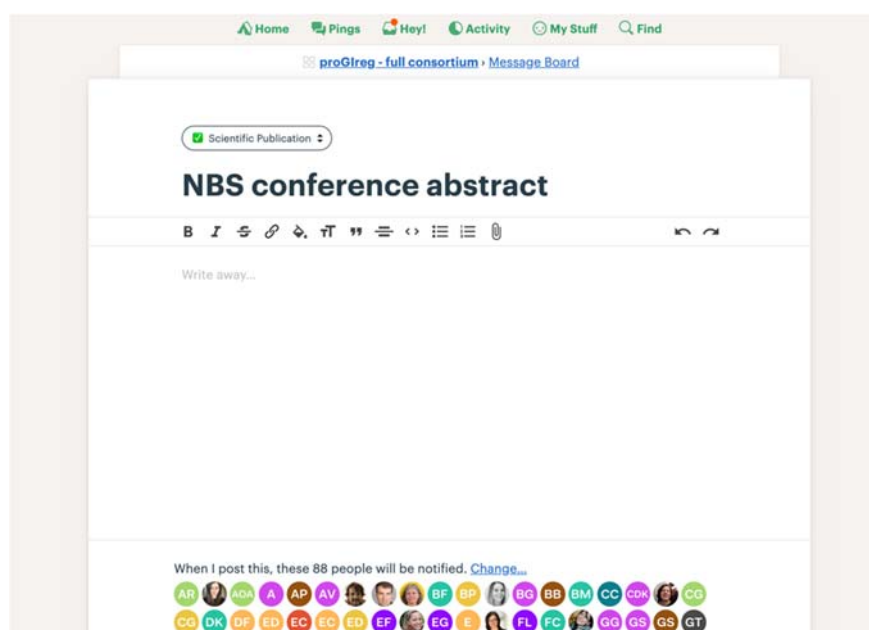 Home Pings Hey! Activity My Stuff Find
proGIreg - full consortium › Message Board
Scientific Publication
NBS conference abstract
B I S TT
Write away...
When I post this, these 88 people will be notified. Change...
AR AOA A AP AV BF BP BG BB BM CC CDK CG
CG DK DF ED EC EC ED EF EG E FL FC GG GS GS GT